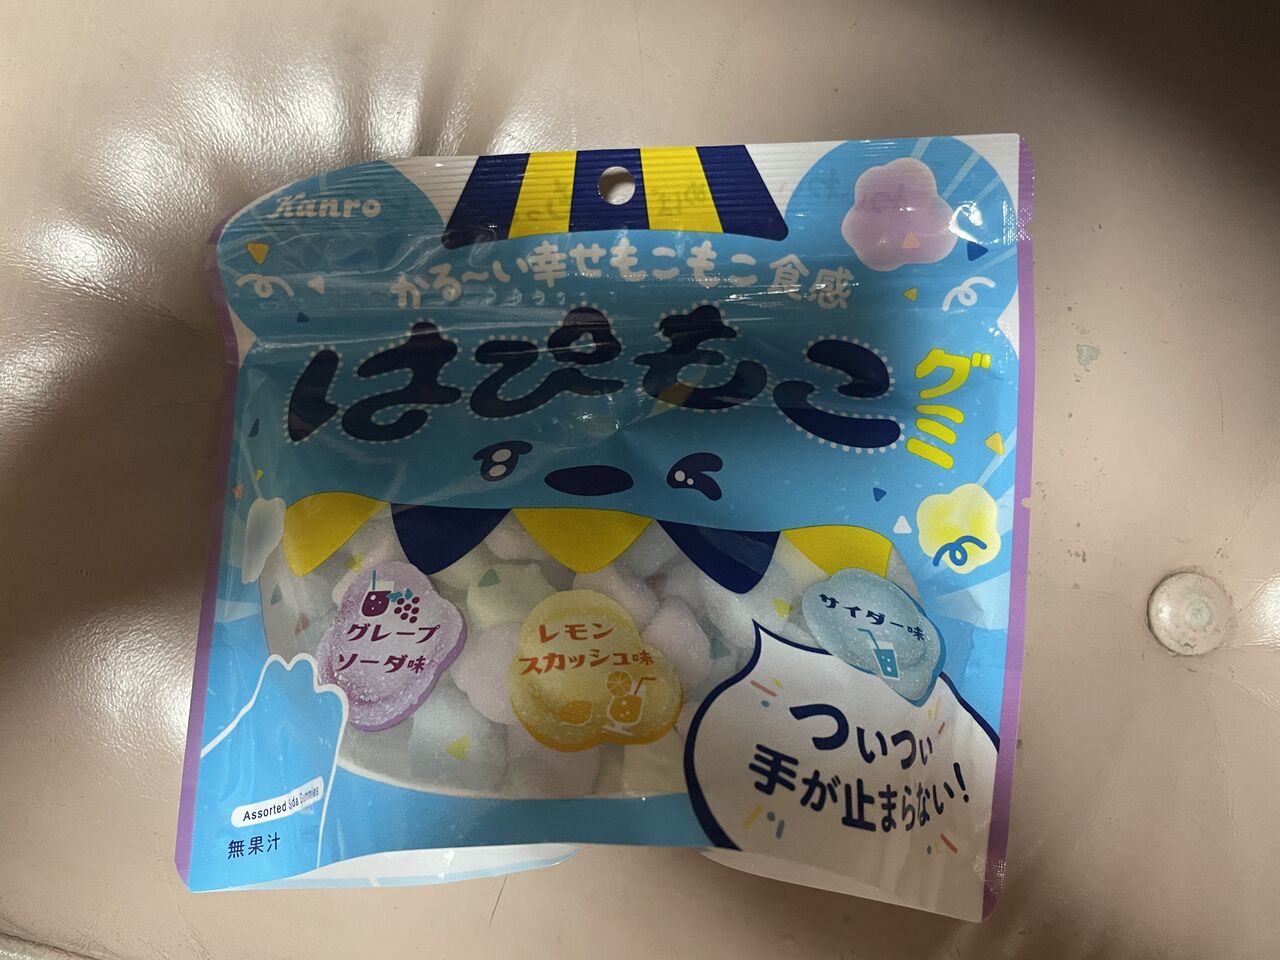 Kanro
かる〜い幸せもこもこ食感
はぴもこ
グミ
グレープ
ソーダ味
レモン
スカッシュ味
サイダー味
ついつい
手が止まらない!
Assorted Soda Gummies
無果汁